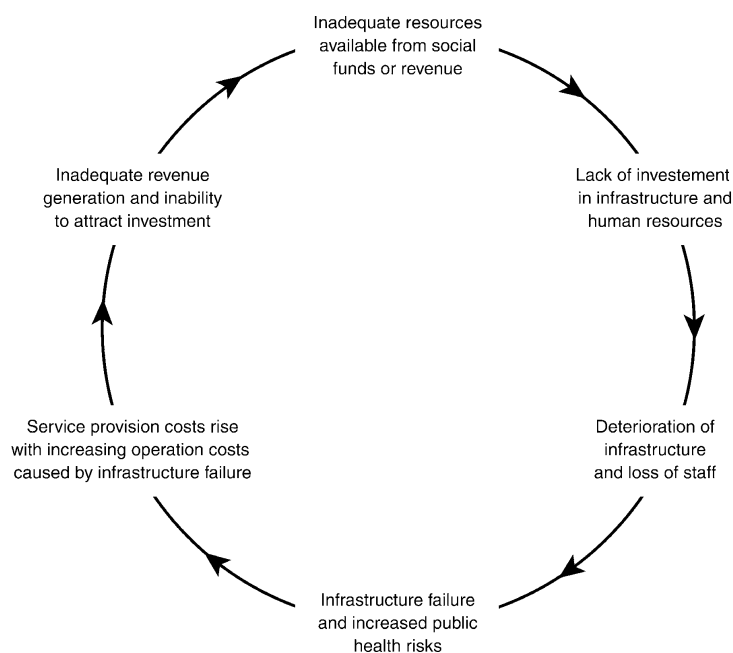 Inadequate resources
available from social
funds or revenue
Lack of investement
in infrastructure and
human resources
Deterioration of
infrastructure
and loss of staff
Infrastructure failure
and increased public
health risks
Service provision costs rise
with increasing operation costs
caused by infrastructure failure
Inadequate revenue
generation and inability
to attract investment